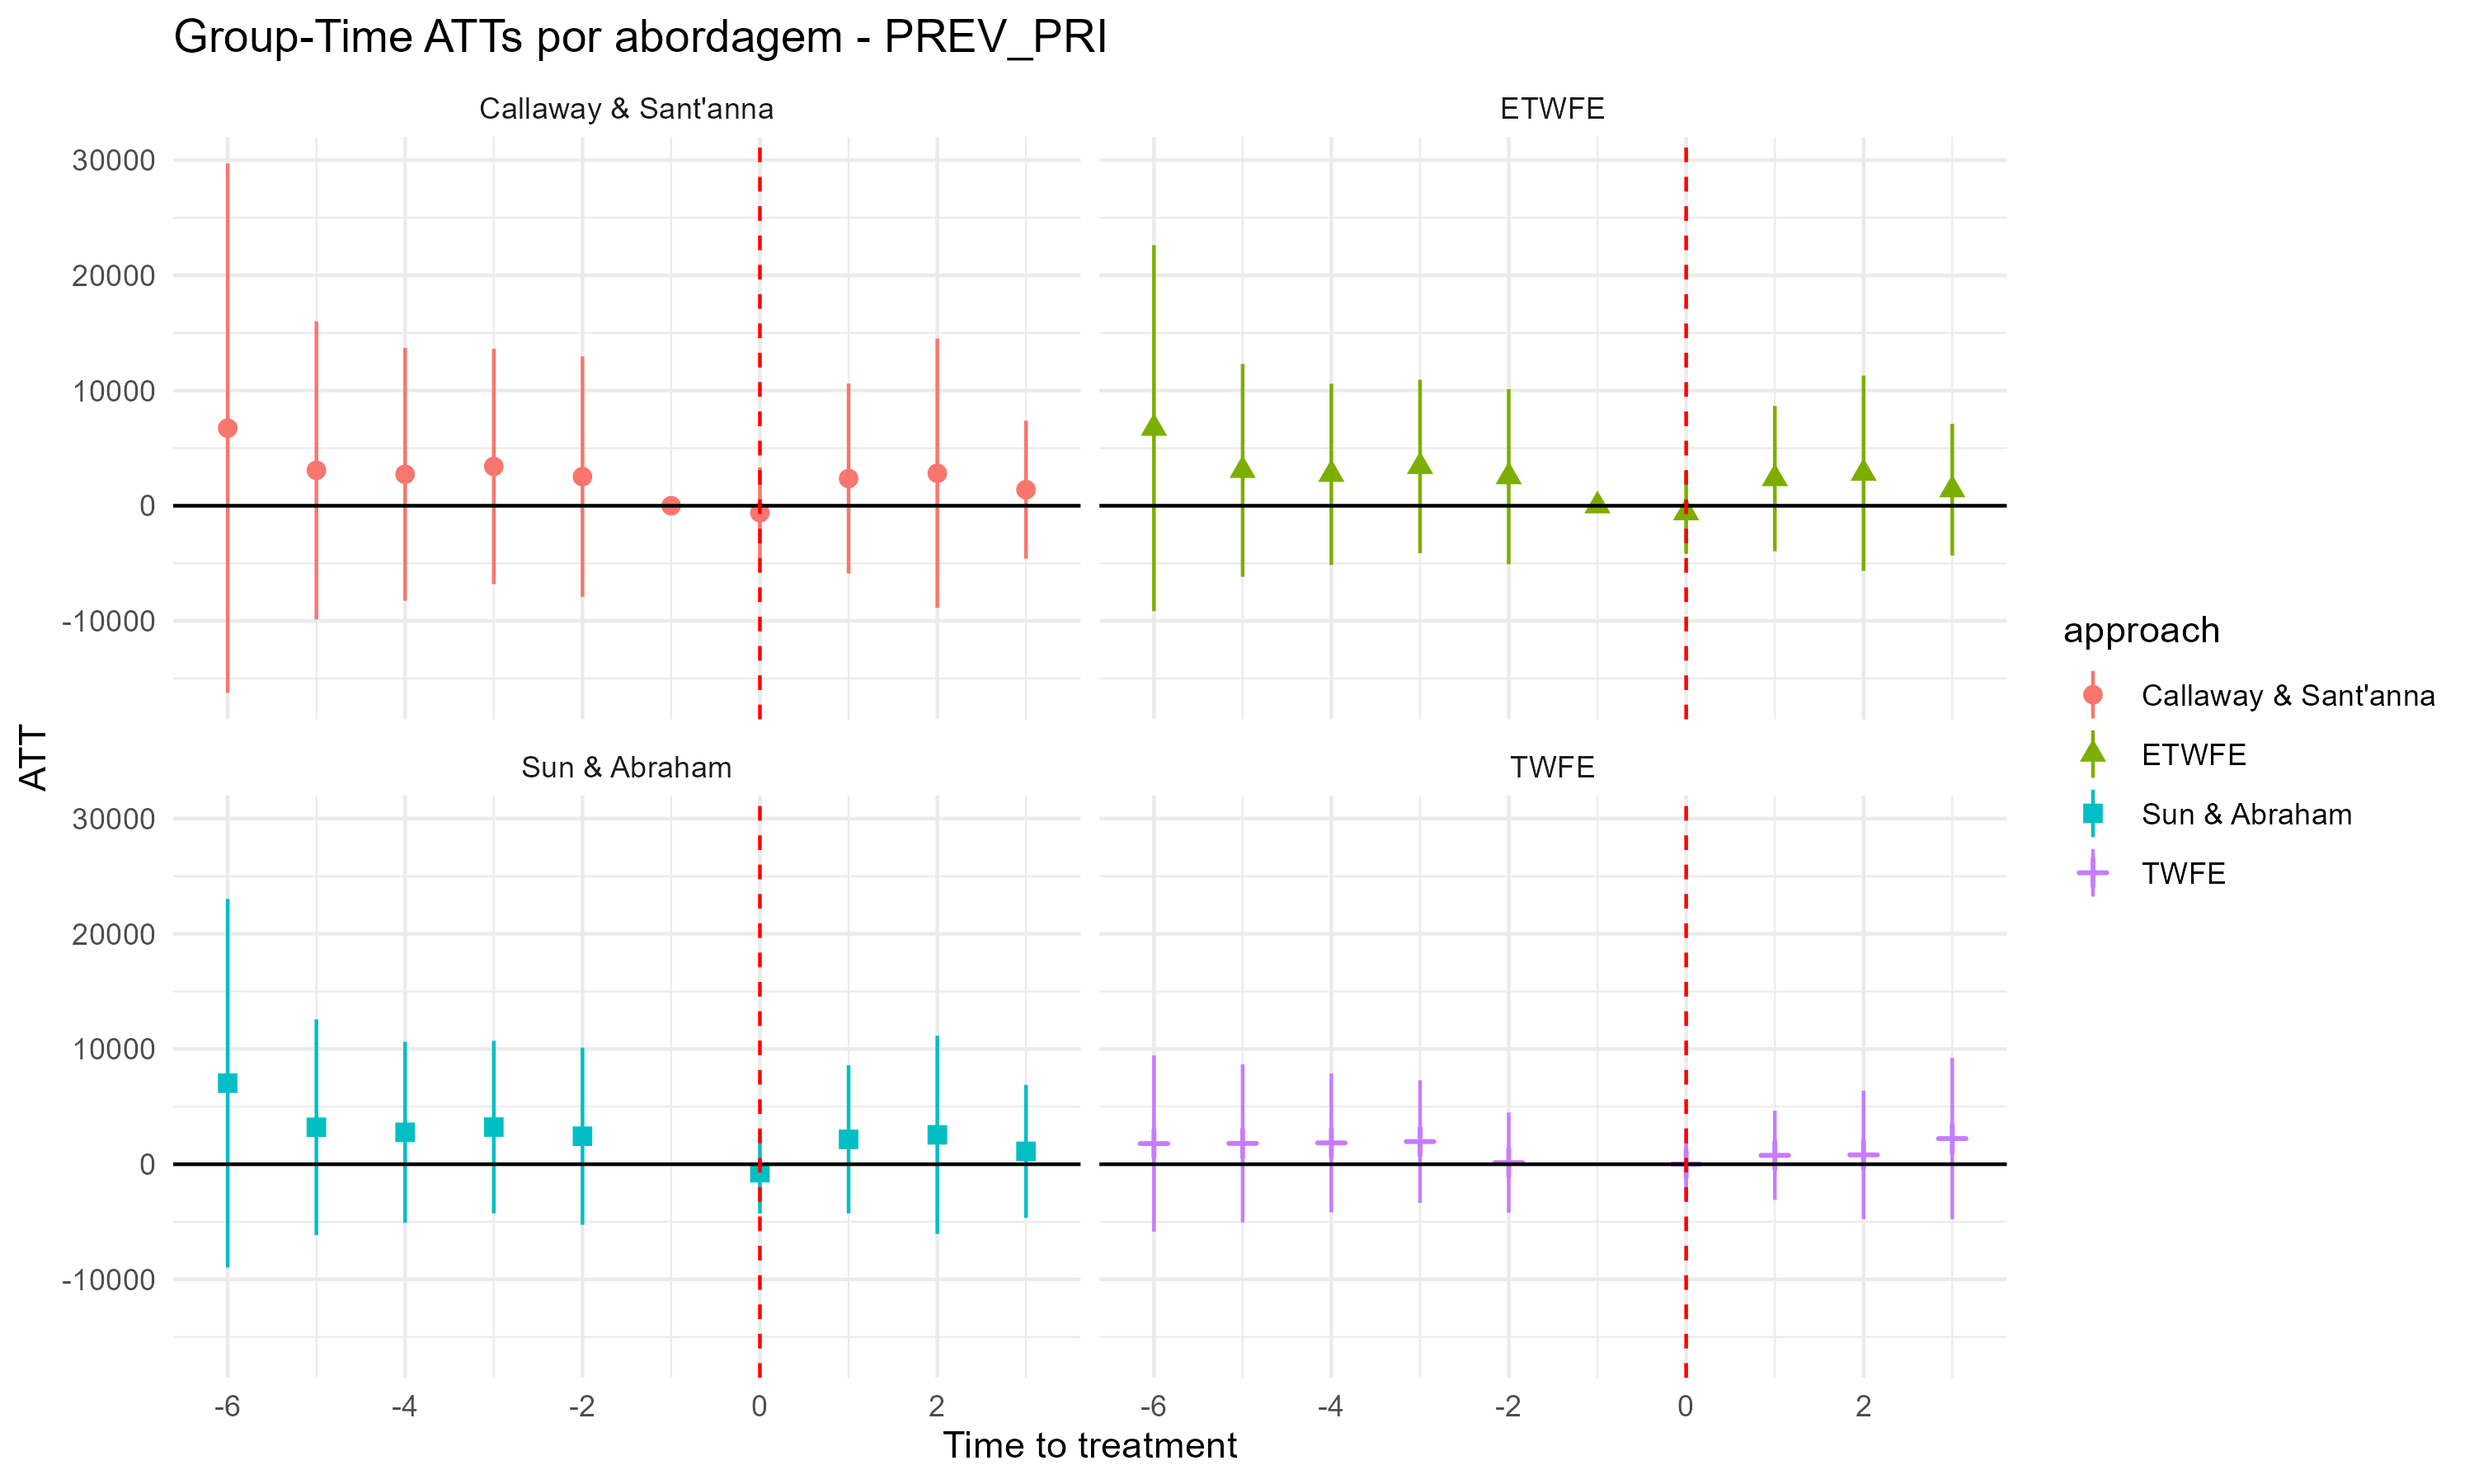 Group-Time ATTs por abordagem - PREV_PRI
Callaway & Sant'anna
ETWFE
30000
20000
10000
0
-10000
Sun & Abraham
TWFE
30000
20000
10000
0
-10000
-6 -4 -2 0 2
-6 -4 -2 0 2
Time to treatment
ATT
approach
Callaway & Sant'anna
ETWFE
Sun & Abraham
TWFE